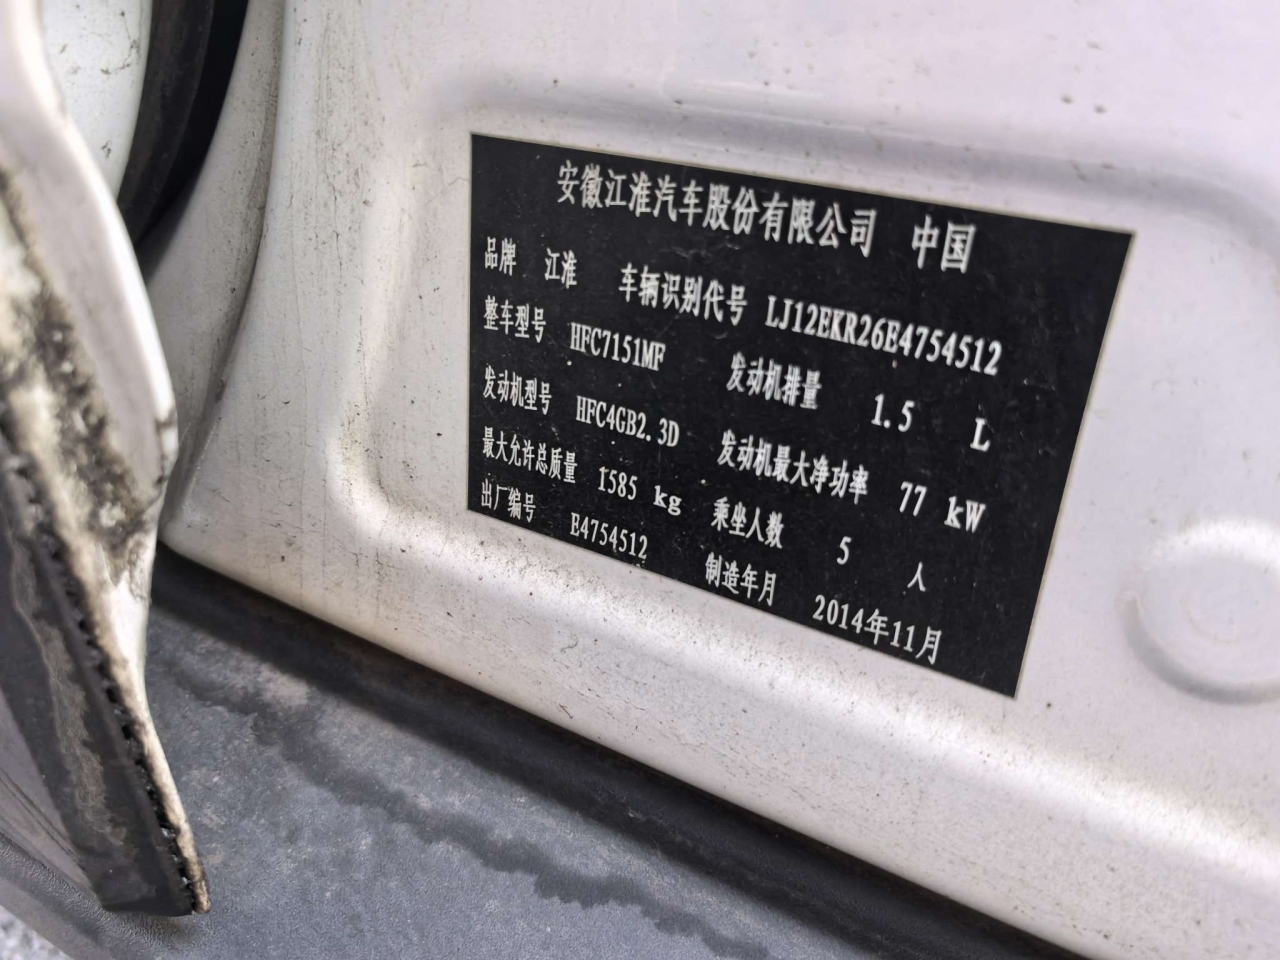 安徽江淮汽车股份有限公司 中国
品牌 江淮 车辆识别代号 LJ12EKR26E4754512
整车型号 HFC7151MF 发动机排量 1.5 L
发动机型号 HFC4GB2.3D 发动机最大净功率 77 kW
最大允许总质量 1585 kg 乘坐人数 5 人
出厂编号 E4754512 制造年月 2014年11月